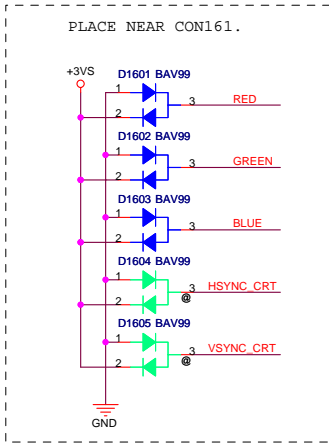 PLACE NEAR CON161.
+3VS
D1601 BAV99
1
3
RED
2
D1602 BAV99
1
3
GREEN
2
D1603 BAV99
1
3
BLUE
2
D1604 BAV99
1
3
HSYNC_CRT
2
@
D1605 BAV99
1
3
VSYNC_CRT
2
@
GND